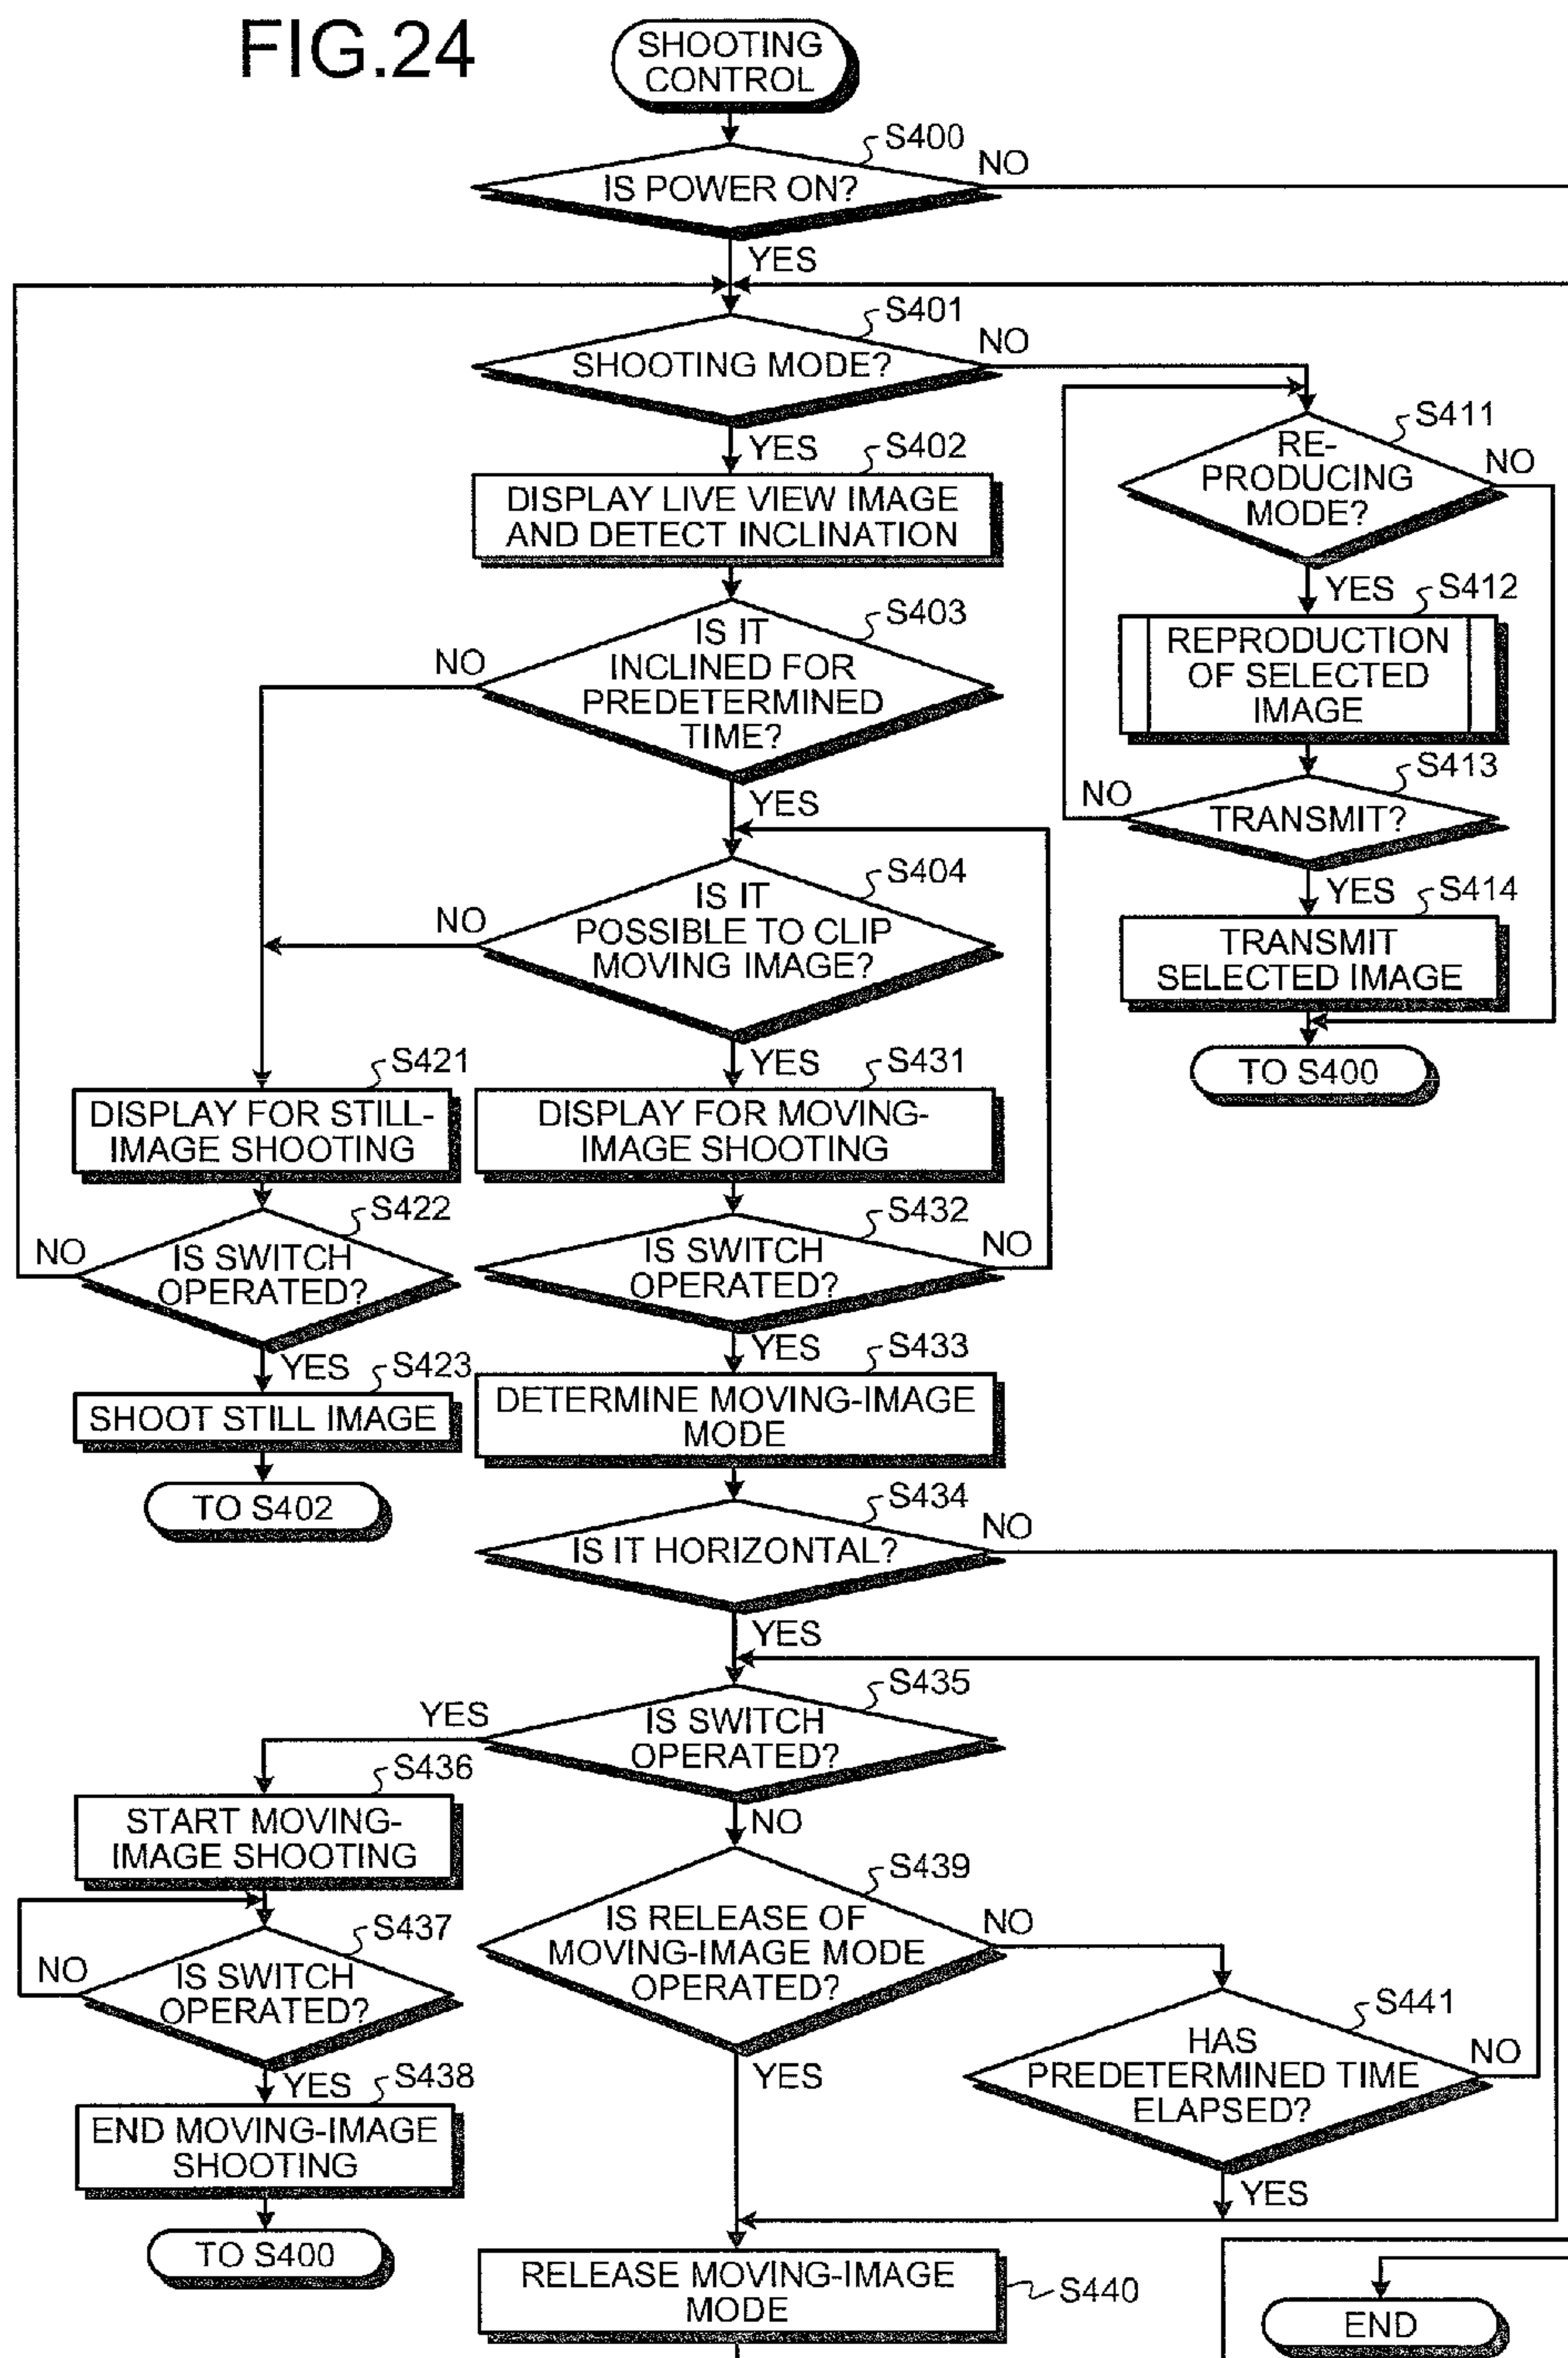 FIG.24
SHOOTING
CONTROL
S400
IS POWER ON?
NO
YES
S401
SHOOTING MODE?
NO
YES
S402
DISPLAY LIVE VIEW IMAGE
AND DETECT INCLINATION
S403
IS IT
INCLINED FOR
PREDETERMINED
TIME?
NO
YES
S404
IS IT
POSSIBLE TO CLIP
MOVING IMAGE?
NO
YES
S411
RE-
PRODUCING
MODE?
NO
YES
S412
REPRODUCTION
OF SELECTED
IMAGE
S413
TRANSMIT?
NO
YES
S414
TRANSMIT
SELECTED IMAGE
TO S400
S421
DISPLAY FOR STILL-
IMAGE SHOOTING
S422
IS SWITCH
OPERATED?
NO
YES
S423
SHOOT STILL IMAGE
TO S402
S431
DISPLAY FOR MOVING-
IMAGE SHOOTING
S432
IS SWITCH
OPERATED?
NO
YES
S433
DETERMINE MOVING-IMAGE
MODE
S434
IS IT HORIZONTAL?
NO
YES
S435
IS SWITCH
OPERATED?
YES
NO
S436
START MOVING-
IMAGE SHOOTING
S437
IS SWITCH
OPERATED?
NO
YES
S438
END MOVING-IMAGE
SHOOTING
TO S400
S439
IS RELEASE OF
MOVING-IMAGE MODE
OPERATED?
NO
YES
S441
HAS
PREDETERMINED TIME
ELAPSED?
NO
YES
RELEASE MOVING-IMAGE
MODE
S440
END